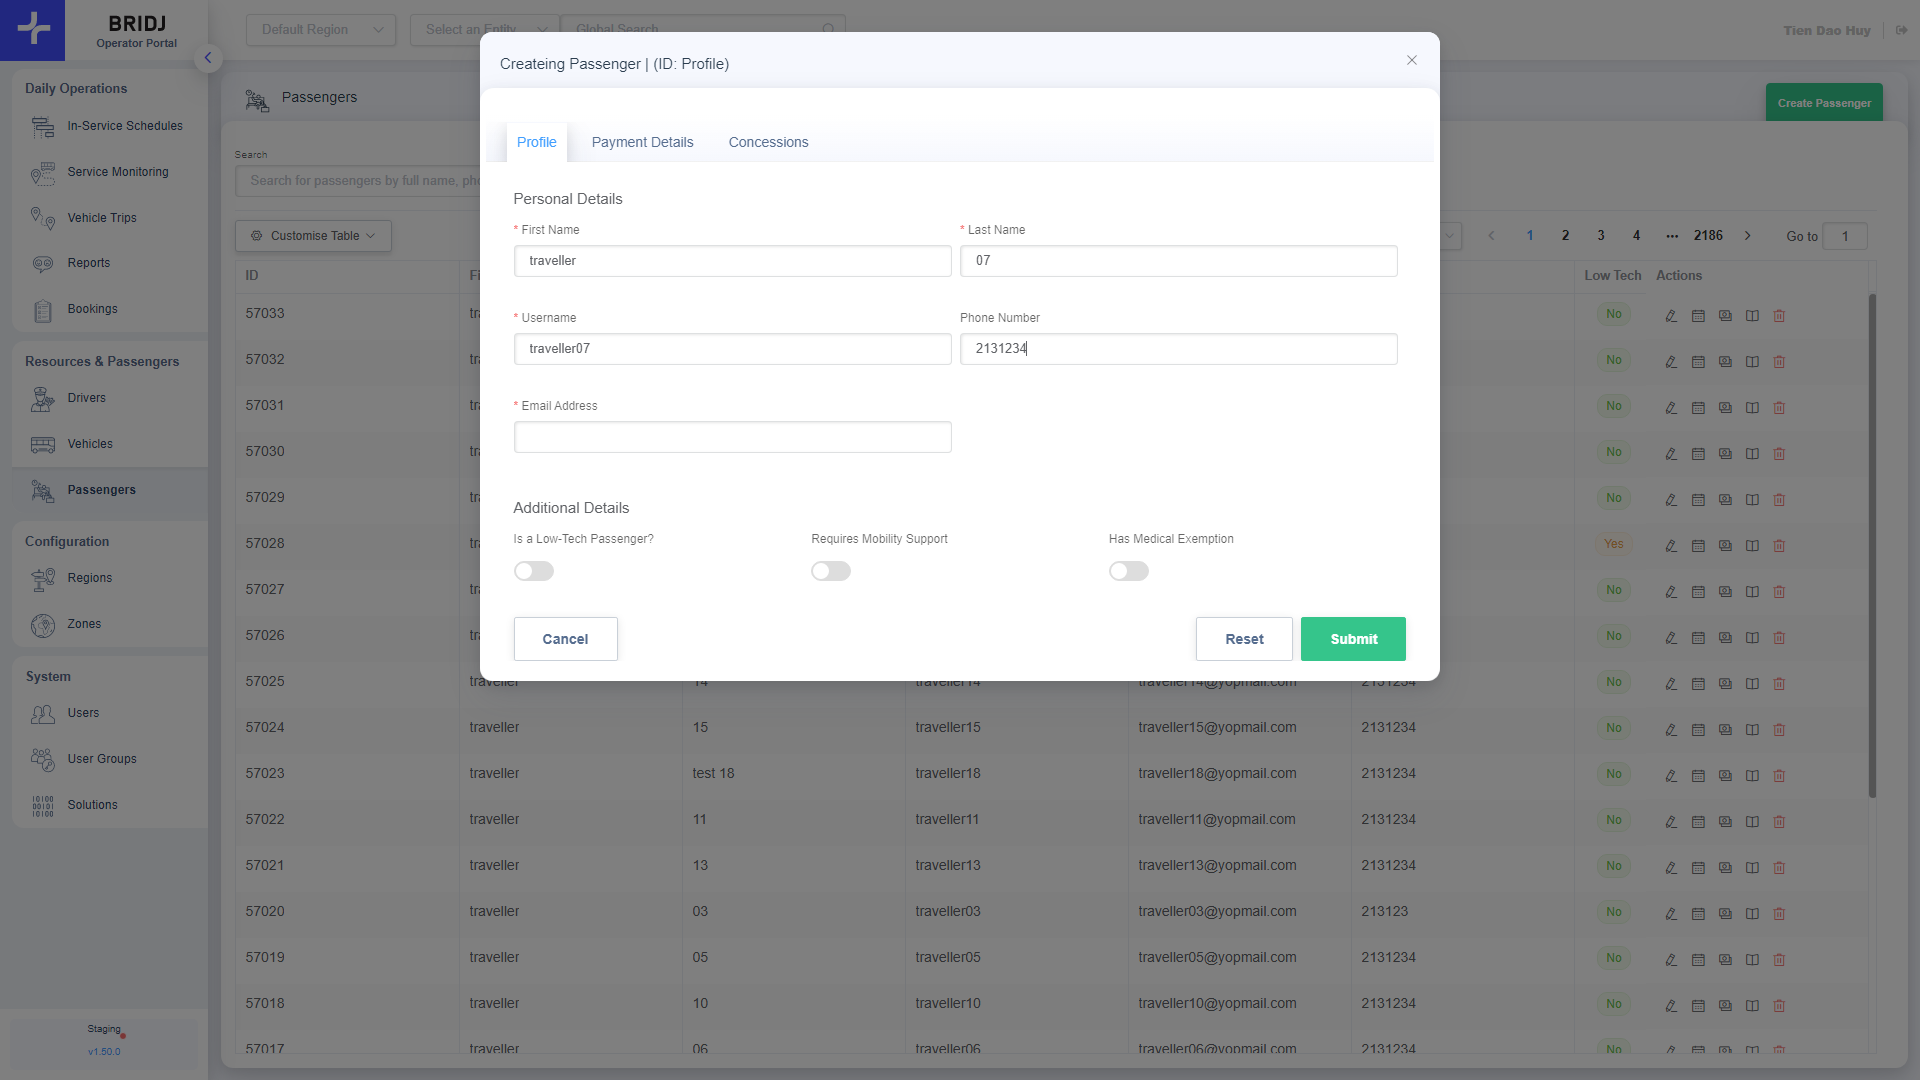 BRIDJ
Operator Portal
Default Region
Select an Entity
Global Search
Tien Dao Huy
Createing Passenger | (ID: Profile)
Passengers
Create Passenger
Daily Operations
In-Service Schedules
Service Monitoring
Vehicle Trips
Reports
Bookings
Resources & Passengers
Drivers
Vehicles
Passengers
Configuration
Regions
Zones
System
Users
User Groups
Solutions
Staging
v1.50.0
Profile
Payment Details
Concessions
Personal Details
* First Name
* Last Name
traveller
07
* Username
Phone Number
traveller07
2131234
* Email Address
Additional Details
Is a Low-Tech Passenger?
Requires Mobility Support
Has Medical Exemption
Cancel
Reset
Submit
Search
Search for passengers by full name,
Customise Table
1 2 3 4 ••• 2186
Go to 1
ID
Low Tech
Actions
57033 No
57032 No
57031 No
57030 No
57029 No
57028 Yes
57027 No
57026 No
57025 traveller 14 traveller14 traveller14@yopmail.com 2131234 No
57024 traveller 15 traveller15 traveller15@yopmail.com 2131234 No
57023 traveller test 18 traveller18 traveller18@yopmail.com 2131234 No
57022 traveller 11 traveller11 traveller11@yopmail.com 2131234 No
57021 traveller 13 traveller13 traveller13@yopmail.com 2131234 No
57020 traveller 03 traveller03 traveller03@yopmail.com 213123 No
57019 traveller 05 traveller05 traveller05@yopmail.com 2131234 No
57018 traveller 10 traveller10 traveller10@yopmail.com 2131234 No
57017 traveller 06 traveller06 traveller06@yopmail.com 2131234 No